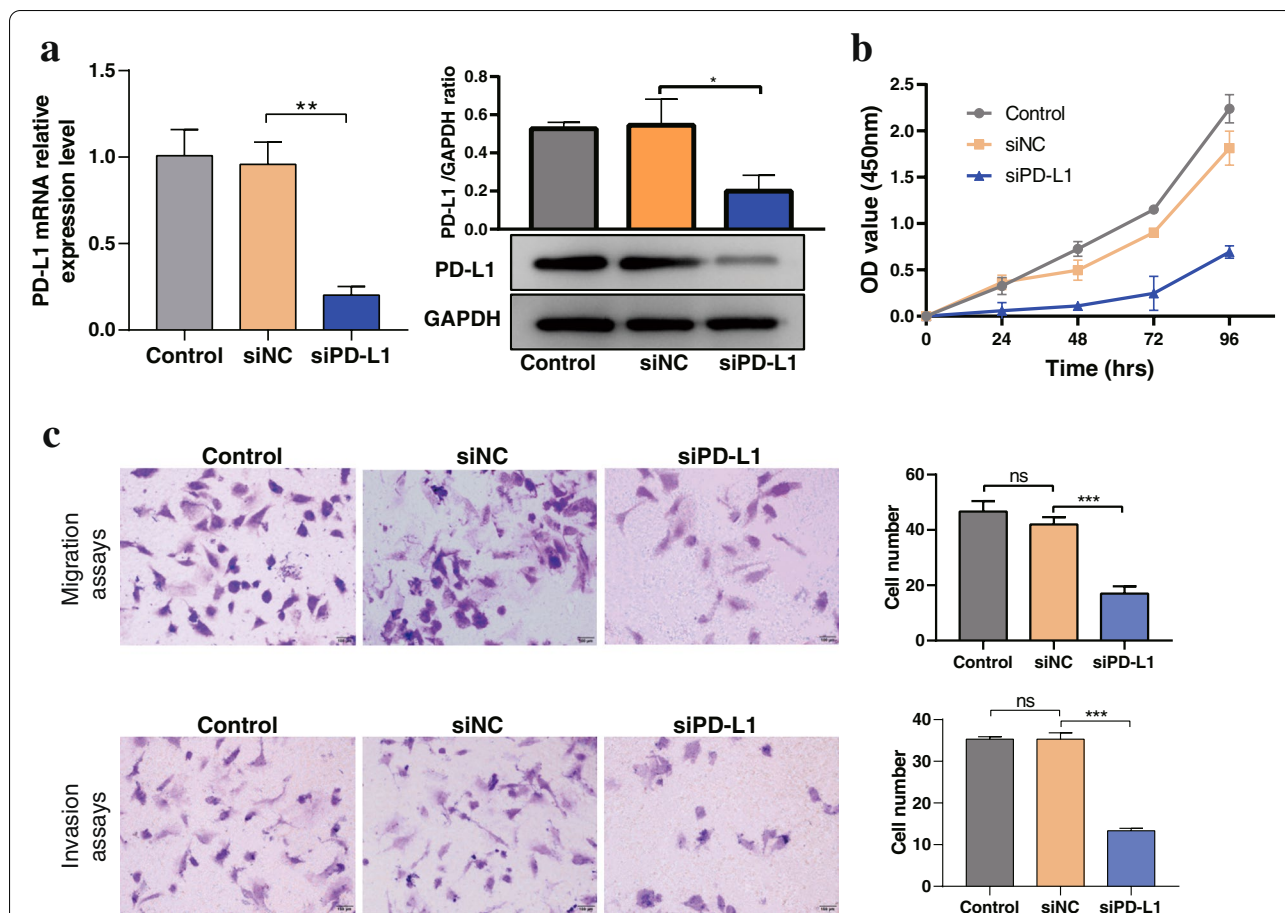 a
PD-L1 mRNA relative
expression level
1.5
1.0
0.5
0.0
**
Control siNC siPD-L1
PD-L1 /GAPDH ratio
0.8
0.6
0.4
0.2
0.0
*
PD-L1
GAPDH
Control siNC siPD-L1
b
OD value (450nm)
2.5
2.0
1.5
1.0
0.5
0.0
Control
siNC
siPD-L1
0 24 48 72 96
Time (hrs)
c
Control siNC siPD-L1
Migration
assays
Cell number
60
40
20
0
ns
***
Control siNC siPD-L1
Control siNC siPD-L1
Invasion
assays
Cell number
40
30
20
10
0
ns
***
Control siNC siPD-L1